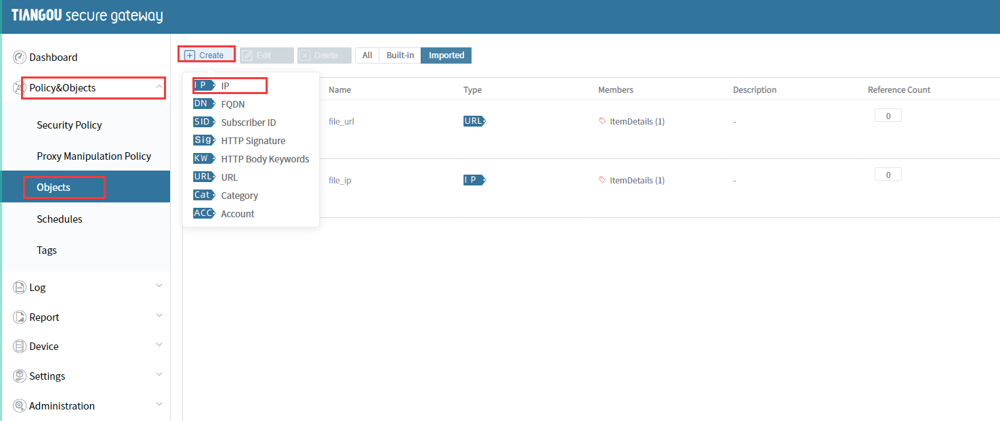 TIANGOU secure gateway
Dashboard
Policy&Objects
Security Policy
Proxy Manipulation Policy
Objects
Schedules
Tags
Log
Report
Device
Settings
Administration
Create Edit Delete All Built-in Imported
IP IP
DN FQDN
SID Subscriber ID
Sig HTTP Signature
KW HTTP Body Keywords
URL URL
Cat Category
ACC Account
Name Type Members Description Reference Count
file_url URL ItemDetails (1) - 0
file_ip IP ItemDetails (1) - 0